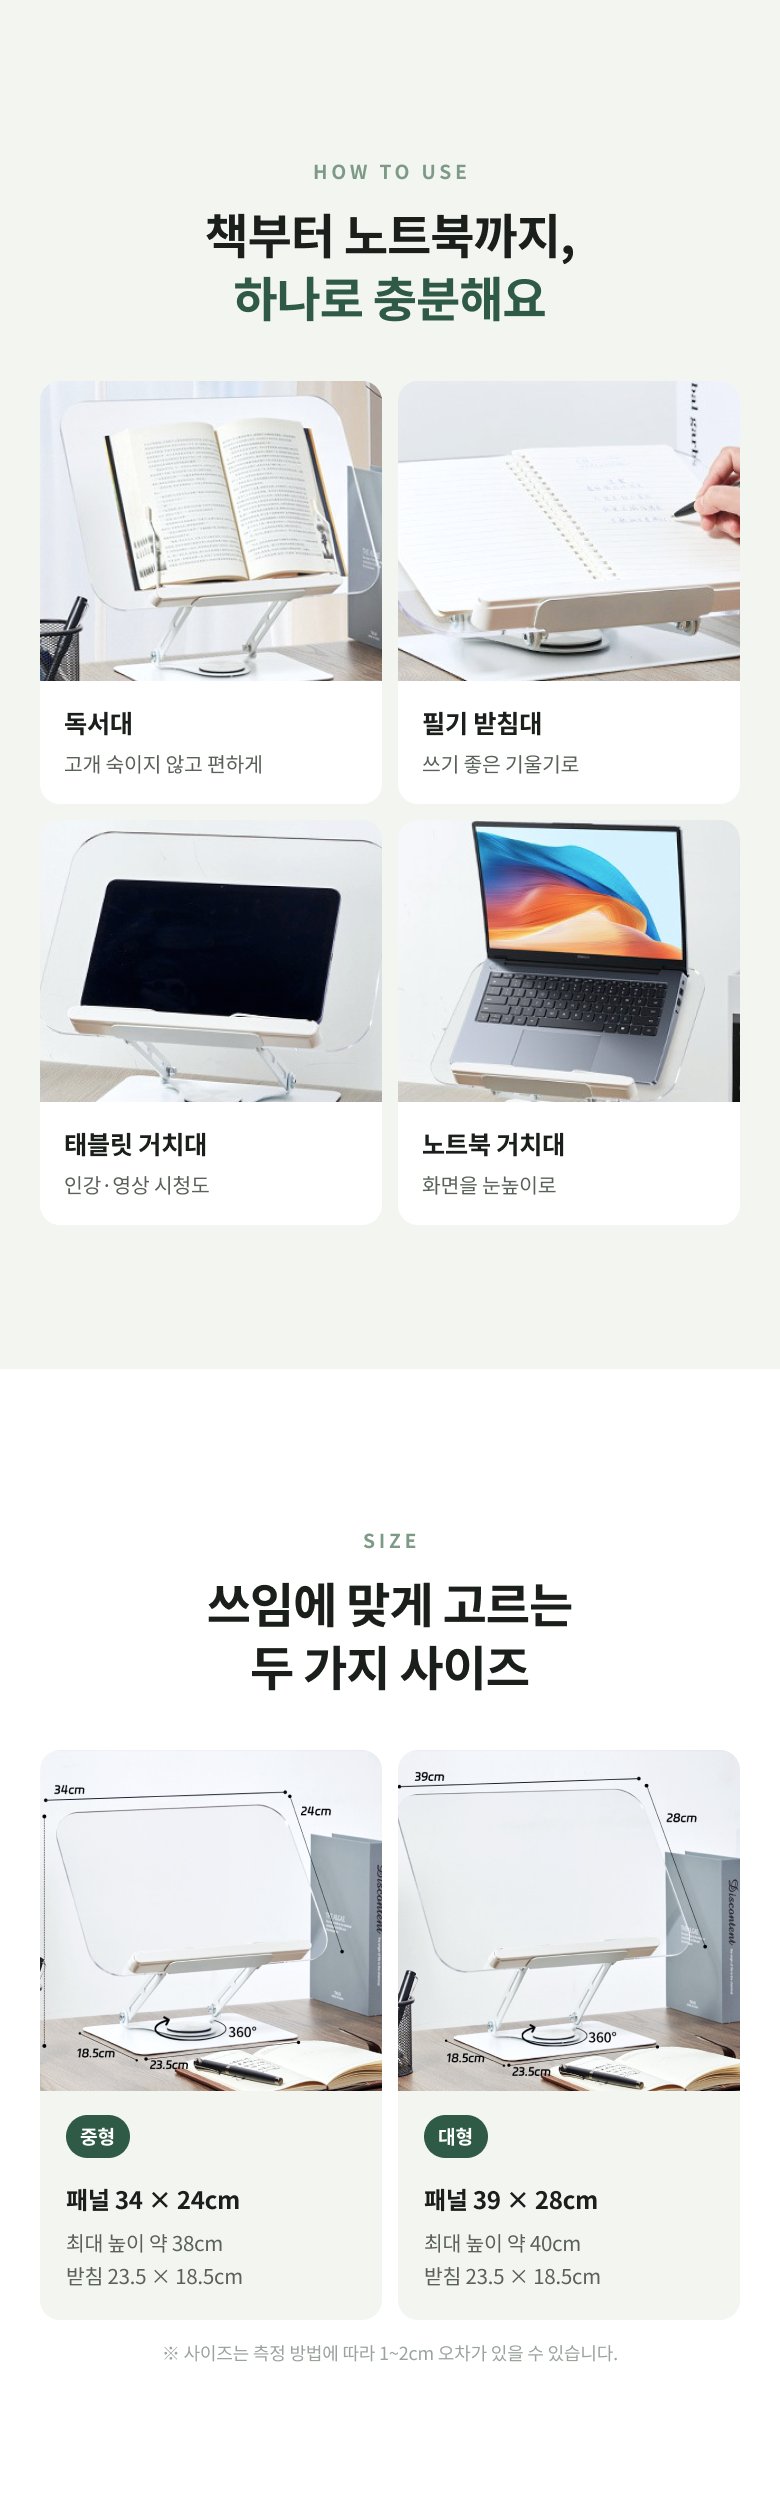 HOW TO USE
책부터 노트북까지,
하나로 충분해요
독서대
고개 숙이지 않고 편하게
필기 받침대
쓰기 좋은 기울기로
태블릿 거치대
인강·영상 시청도
노트북 거치대
화면을 눈높이로
SIZE
쓰임에 맞게 고르는
두 가지 사이즈
34cm
24cm
360°
18.5cm
23.5cm
39cm
28cm
Discontent
360°
18.5cm
23.5cm
중형
패널 34 × 24cm
최대 높이 약 38cm
받침 23.5 × 18.5cm
대형
패널 39 × 28cm
최대 높이 약 40cm
받침 23.5 × 18.5cm
※ 사이즈는 측정 방법에 따라 1~2cm 오차가 있을 수 있습니다.